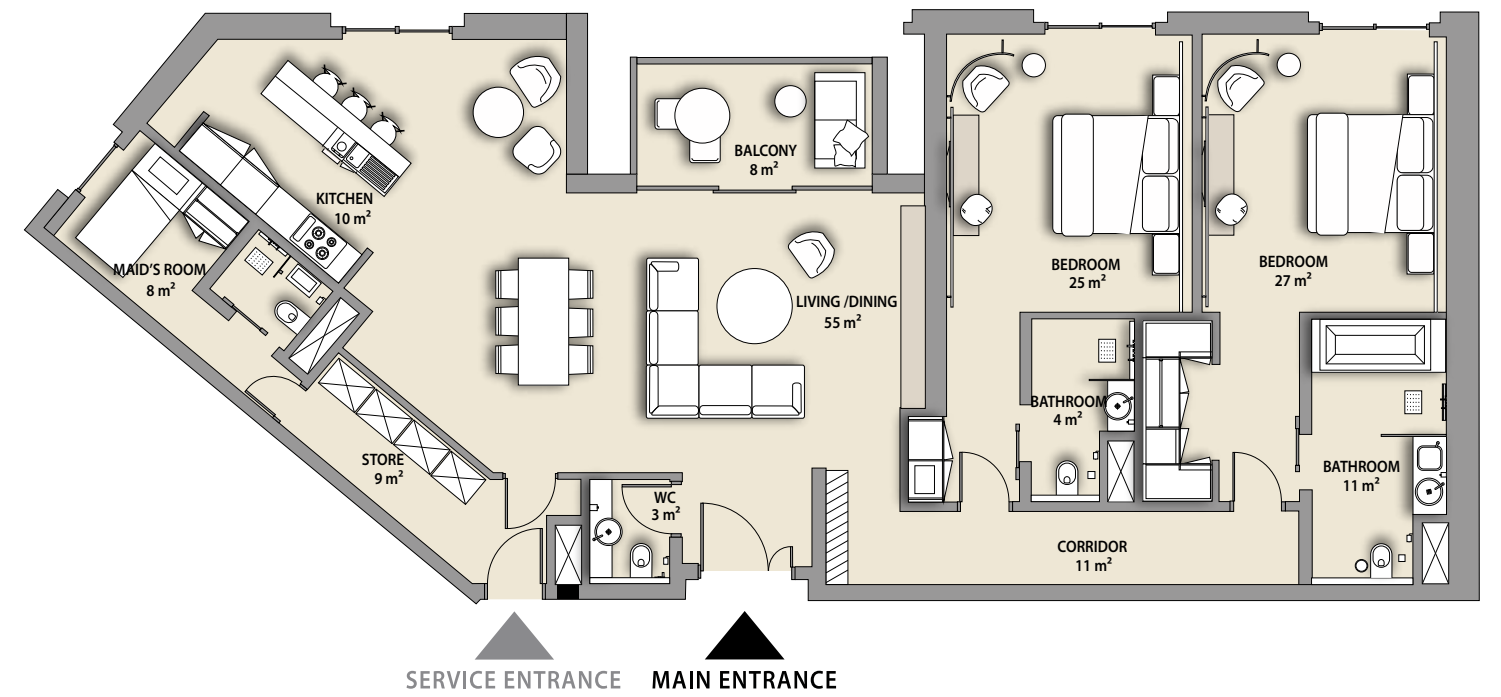 BALCONY
8 m²
KITCHEN
10 m²
MAID'S ROOM
8 m²
LIVING /DINING
55 m²
BEDROOM
25 m²
BEDROOM
27 m²
BATHROOM
4 m²
STORE
9 m²
WC
3 m²
BATHROOM
11 m²
CORRIDOR
11 m²
SERVICE ENTRANCE
MAIN ENTRANCE